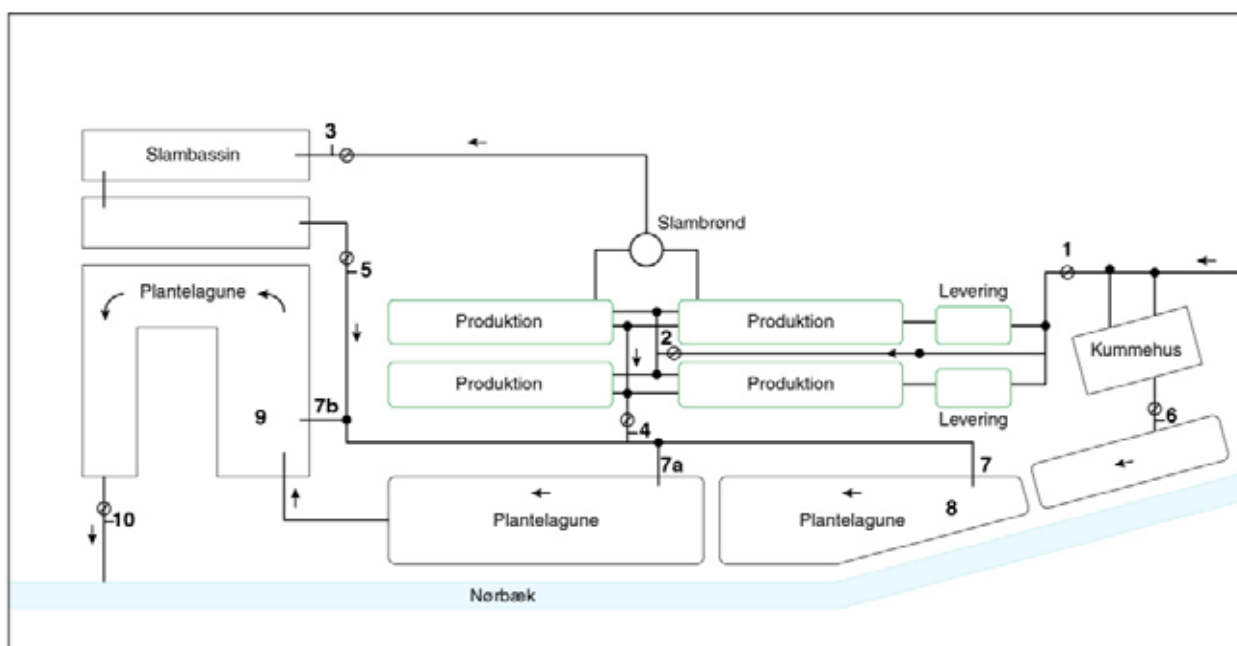 3
Slambassin
Slambrønd
1
5
Plantelagune
Levering
Produktion
Produktion
2
Kummehus
Produktion
Produktion
Levering
9
7b
4
6
7a
7
8
10
Plantelagune
Plantelagune
Nørbæk